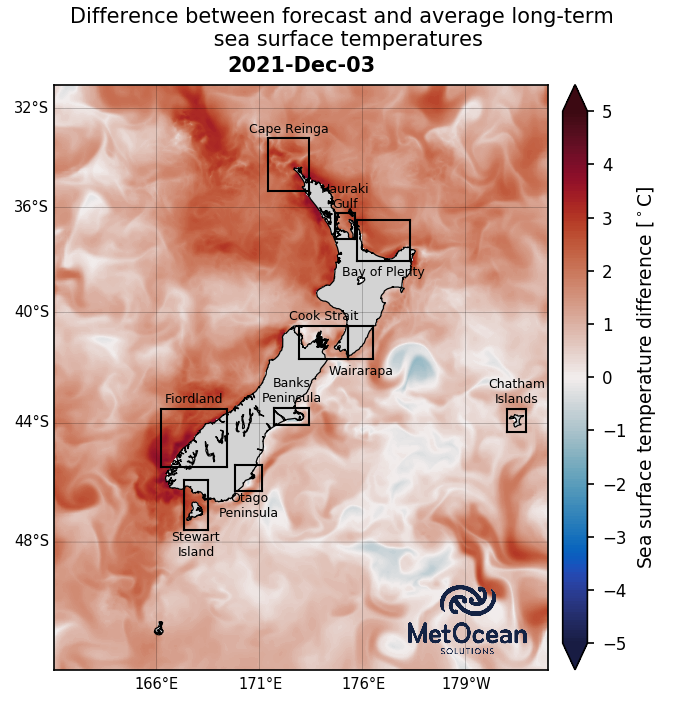 Difference between forecast and average long-term
sea surface temperatures
2021-Dec-03
32°S
36°S
40°S
44°S
48°S
166°E
171°E
176°E
179°W
Cape Reinga
Hauraki
Gulf
Bay of Plenty
Cook Strait
Wairarapa
Banks
Peninsula
Chatham
Islands
Fiordland
Otago
Peninsula
Stewart
Island
MetOcean
SOLUTIONS
5
4
3
2
1
0
−1
−2
−3
−4
−5
Sea surface temperature difference [°C]